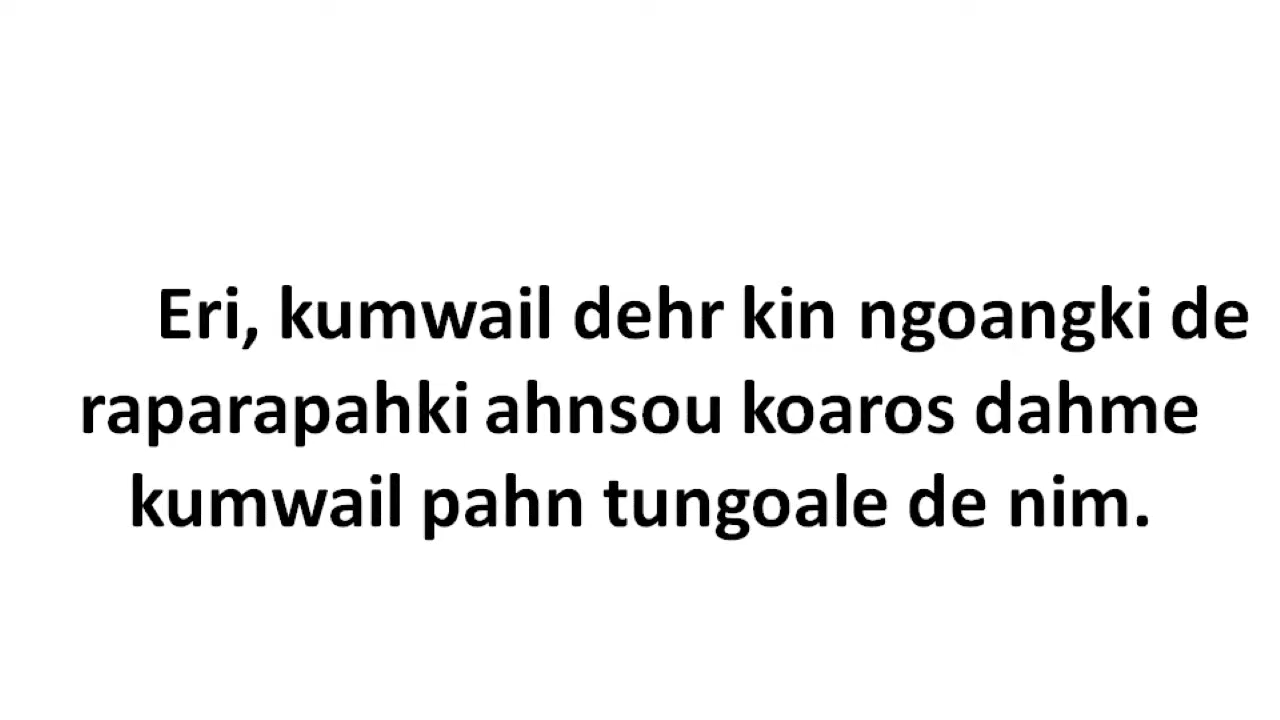 Eri, kumwail dehr kin ngoangki de
raparapahki ahnsou koaros dahme
kumwail pahn tungoale de nim.